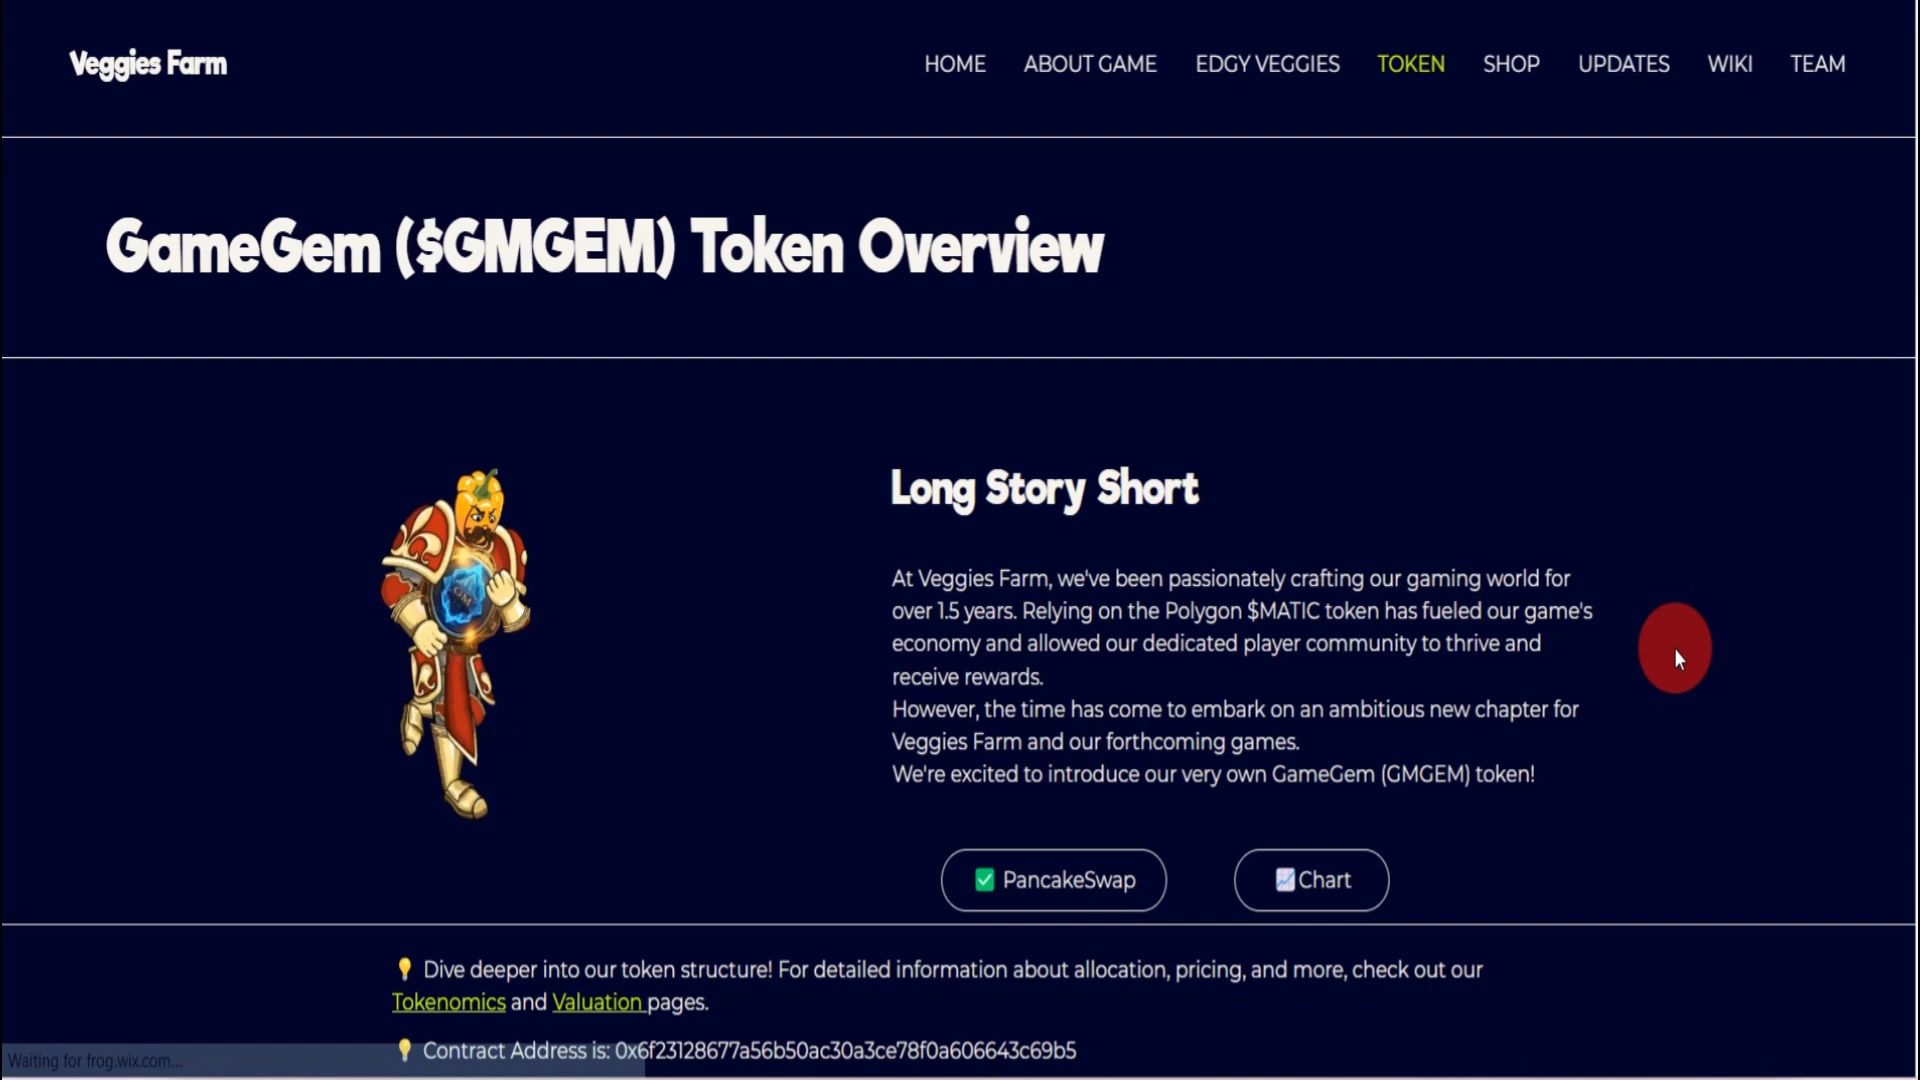 Veggies Farm
HOME ABOUT GAME EDGY VEGGIES TOKEN SHOP UPDATES WIKI TEAM
GameGem ($GMGEM) Token Overview
Long Story Short
At Veggies Farm, we've been passionately crafting our gaming world for
over 1.5 years. Relying on the Polygon $MATIC token has fueled our game's
economy and allowed our dedicated player community to thrive and
receive rewards.
However, the time has come to embark on an ambitious new chapter for
Veggies Farm and our forthcoming games.
We're excited to introduce our very own GameGem (GMGEM) token!
GM
✅ PancakeSwap
📈Chart
💡 Dive deeper into our token structure! For detailed information about allocation, pricing, and more, check out our
Tokenomics and Valuation pages.
💡 Contract Address is: 0x6f23128677a56b50ac30a3ce78f0a606643c69b5
Waiting for frog.wix.com...